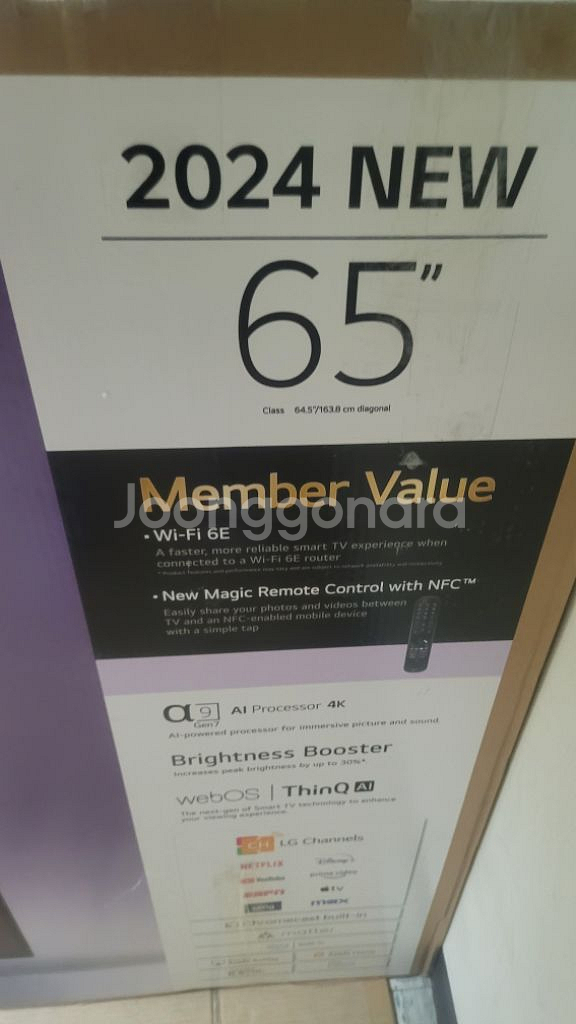 2024 NEW
65"
Class 64.5"/163.8 cm diagonal
Member Value
Joonggonara
• Wi-Fi 6E
A faster, more reliable smart TV experience when
connected to a Wi-Fi 6E router
• New Magic Remote Control with NFC™
Easily share your photos and videos between
TV and an NFC-enabled mobile device
with a simple tap
α9 AI Processor 4K
Gen7
AI-powered processor for immersive picture and sound
Brightness Booster
Increases peak brightness by up to 30%*
webOS | ThinQ AI
The next-gen of Smart TV technology to enhance
your viewing experience.
CH LG Channels
NETFLIX Disney+
YouTube prime video
ESPN tv
max
Chromecast built-in
matter